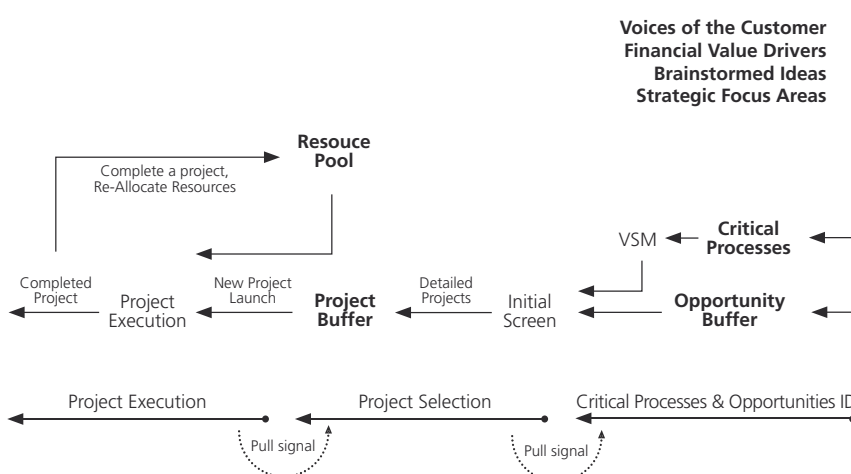 Voices of the Customer
Financial Value Drivers
Brainstormed Ideas
Strategic Focus Areas
Resouce
Pool
Complete a project,
Re-Allocate Resources
VSM
Critical
Processes
Completed
Project
Project
Execution
New Project
Launch
Project
Buffer
Detailed
Projects
Initial
Screen
Opportunity
Buffer
Project Execution
Project Selection
Critical Processes & Opportunities ID
Pull signal
Pull signal